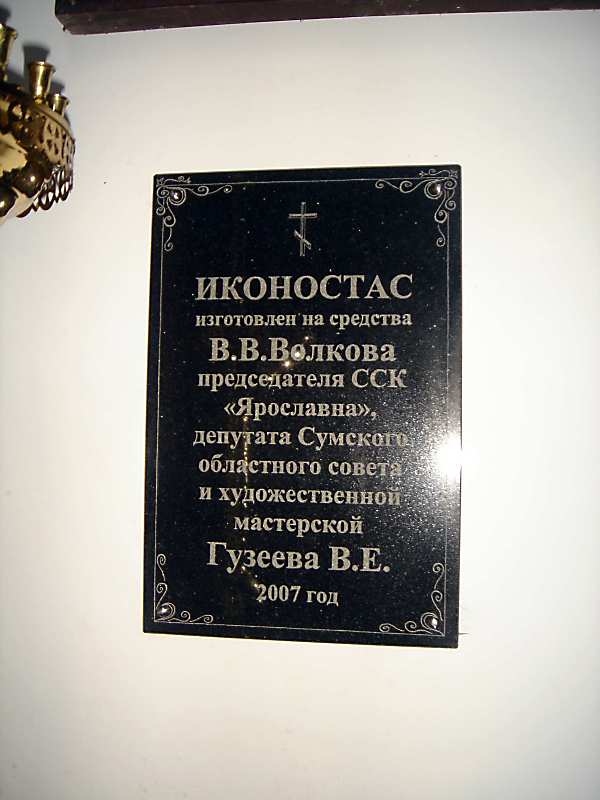 ИКОНОСТАС
изготовлен на средства
В.В.Волкова
председателя ССК
«Ярославна»,
депутата Сумского
областного совета
и художественной
мастерской
Гузеева В.Е.
2007 год